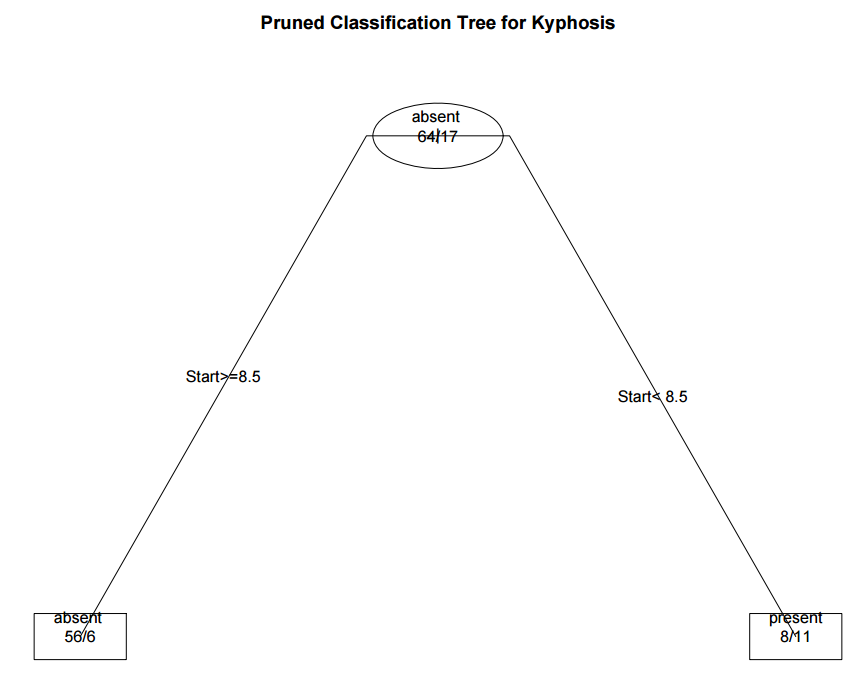 Pruned Classification Tree for Kyphosis
absent
64/17
Start>=8.5
Start< 8.5
absent
56/6
present
8/11